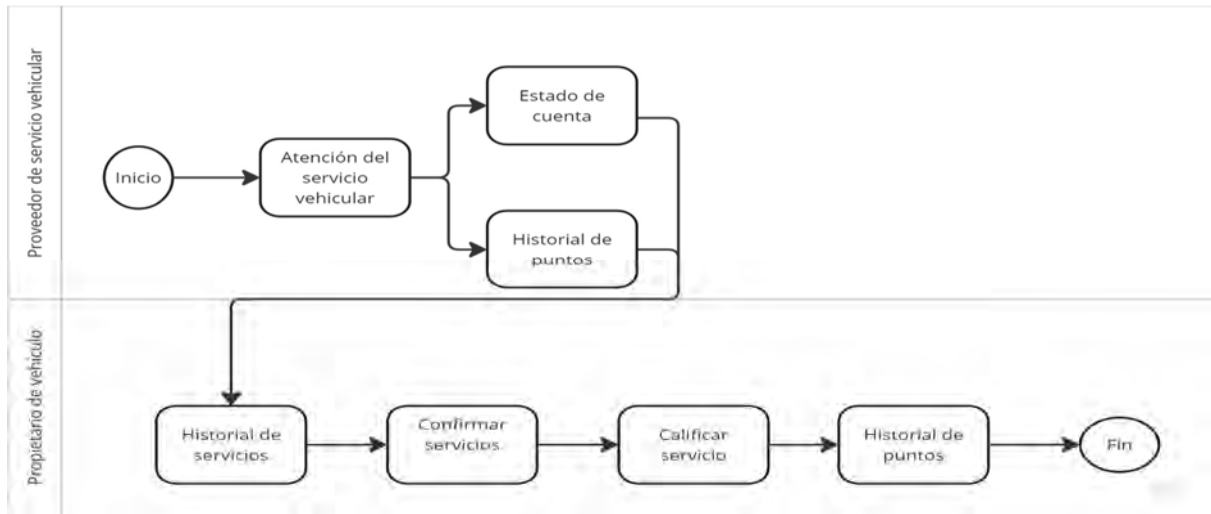 Proveedor de servicio vehicular
Inicio
Atención del
servicio
vehicular
Estado de
cuenta
Historial de
puntos
Propietario de vehículo
Historial de
servicios
Confirmar
servicios
Calificar
servicio
Historial de
puntos
Fin